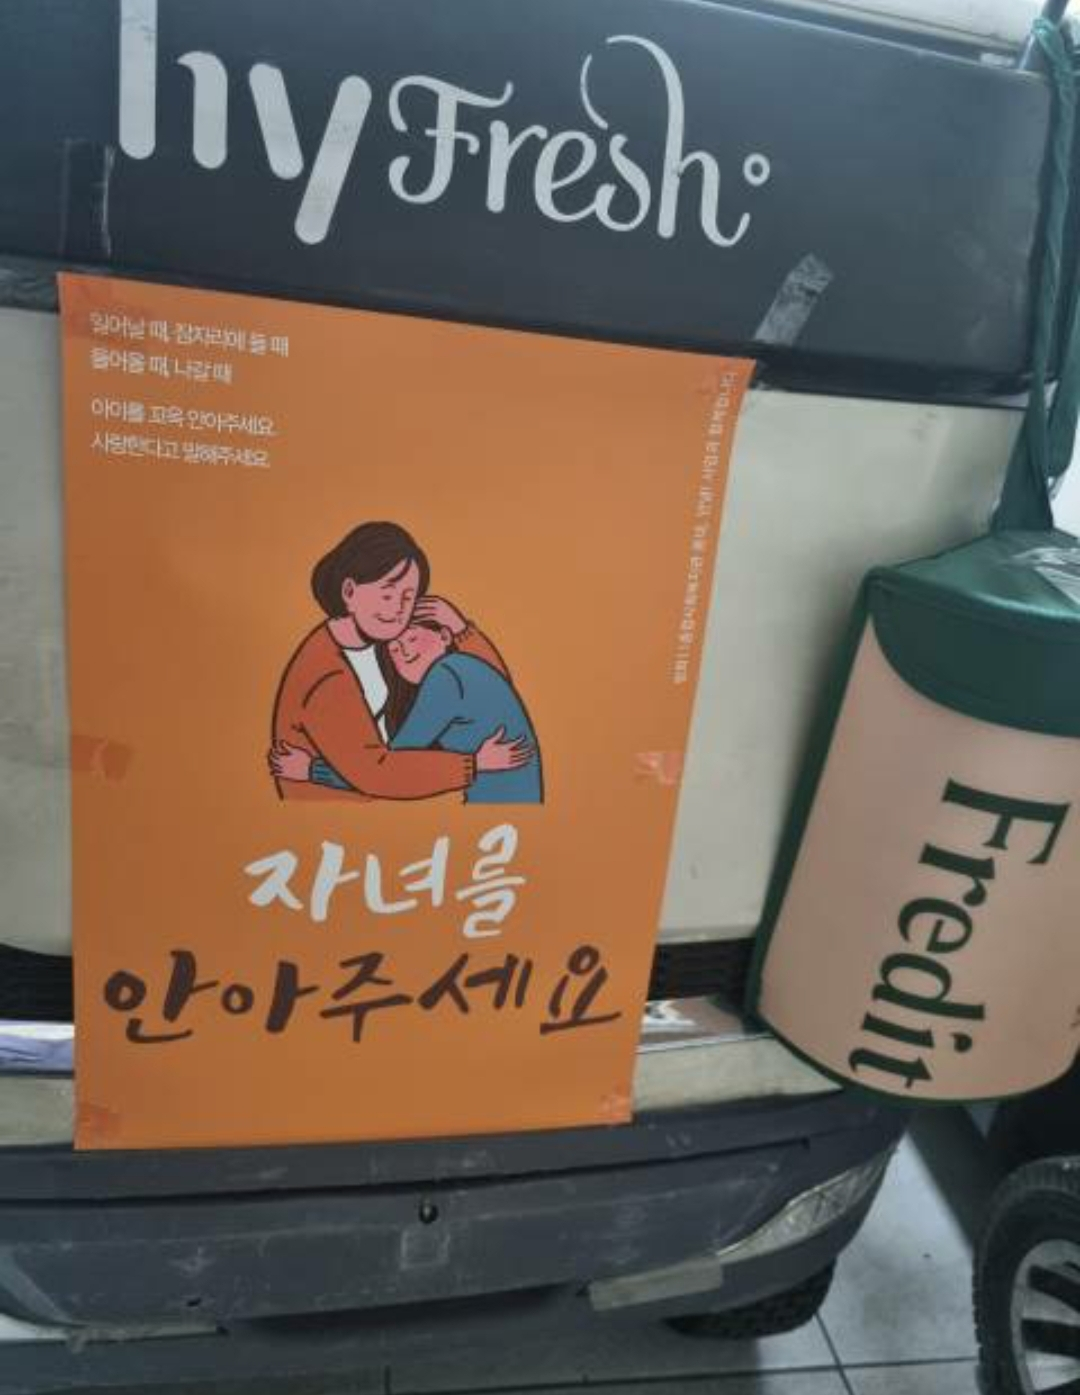 hy Fresh
일어날 때, 잠자리에 들 때
들어올 때, 나갈 때
아이를 꼬옥 안아주세요.
사랑한다고 말해주세요.
자녀를
안아주세요
Fredit